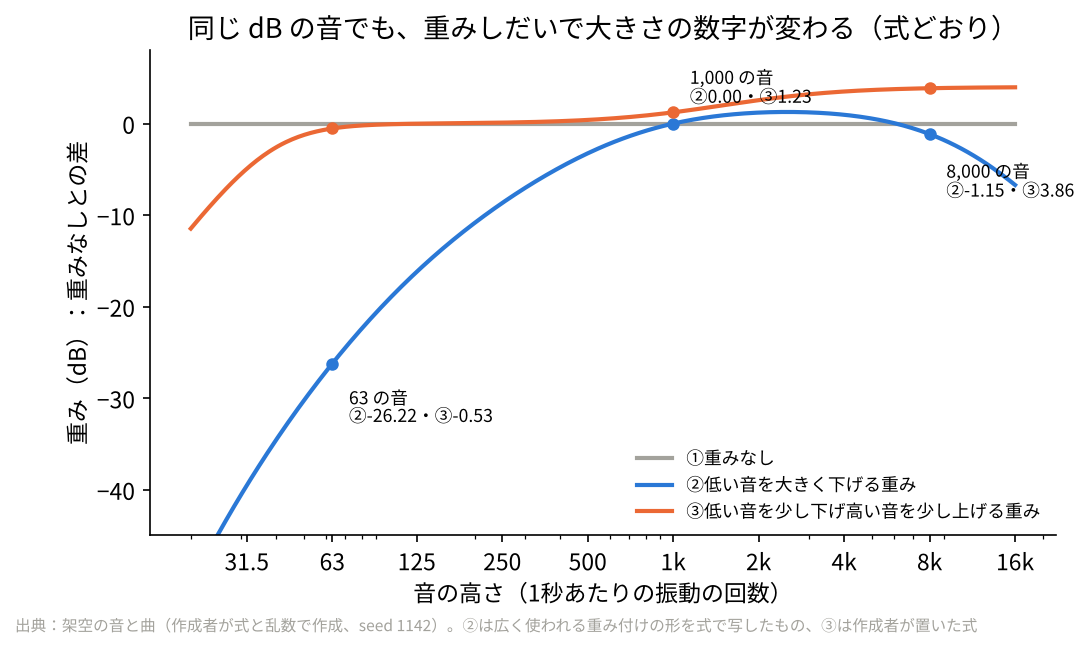 同じ dB の音でも、重みしだいで大きさの数字が変わる（式どおり）
重み（dB）：重みなしとの差
0
−10
−20
−30
−40
1,000 の音
②0.00・③1.23
8,000 の音
②-1.15・③3.86
63 の音
②-26.22・③-0.53
①重みなし
②低い音を大きく下げる重み
③低い音を少し下げ高い音を少し上げる重み
31.5 63 125 250 500 1k 2k 4k 8k 16k
音の高さ（1秒あたりの振動の回数）
出典：架空の音と曲（作成者が式と乱数で作成、seed 1142）。②は広く使われる重み付けの形を式で写したもの、③は作成者が置いた式